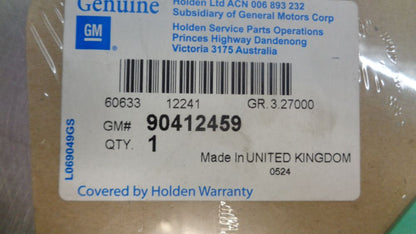 Genuine
GM
Holden Ltd ACN 006 893 232
Subsidiary of General Motors Corp
Holden Service Parts Operations
Princes Highway Dandenong
Victoria 3175 Australia
60633 12241 GR. 3.27000
GM# 90412459
QTY. 1
Made In UNITED KINGDOM
0524
L069049GS
Covered by Holden Warranty